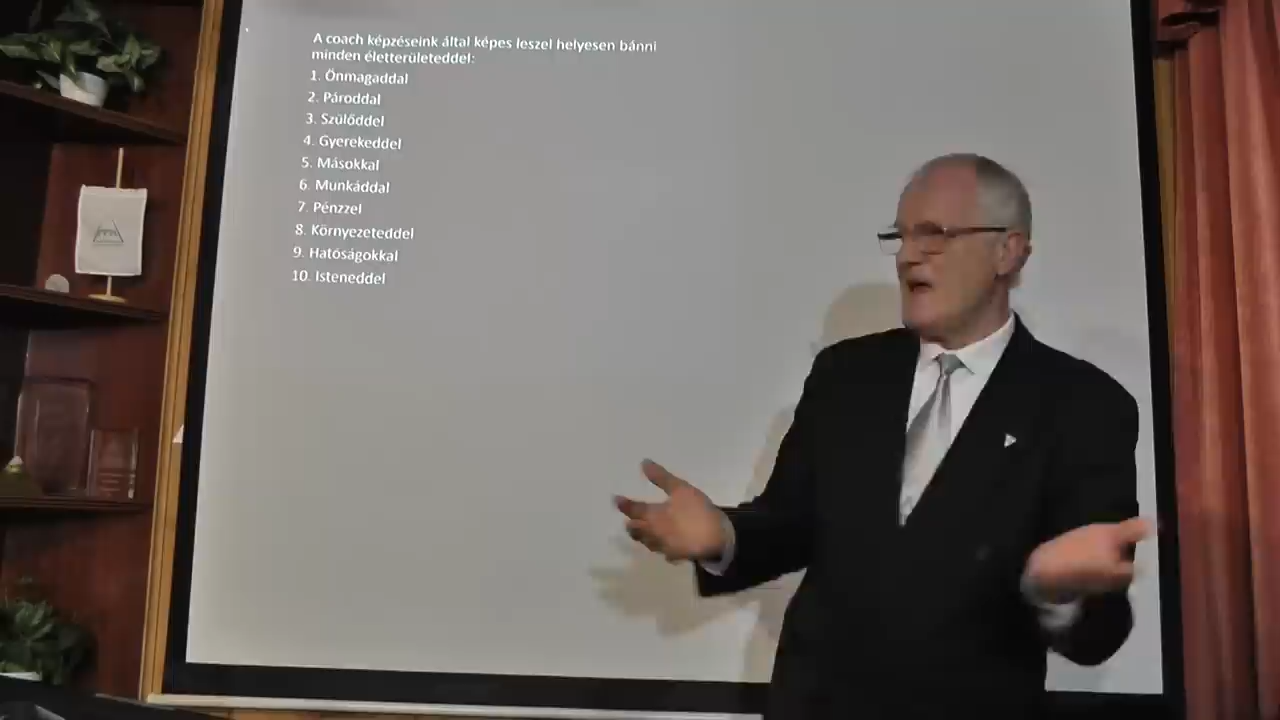 A coach képzéseink által képes leszel helyesen bánni
minden életterületeddel:
1. Önmagaddal
2. Pároddal
3. Szülőddel
4. Gyerekeddel
5. Másokkal
6. Munkáddal
7. Pénzzel
8. Környezeteddel
9. Hatóságokkal
10. Isteneddel